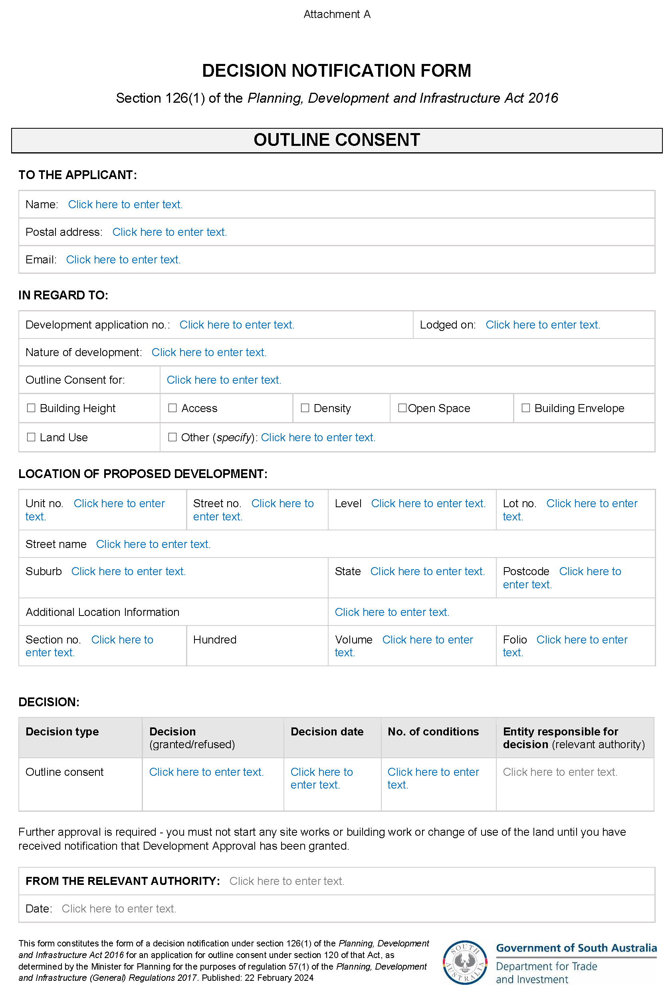 Attachment A
DECISION NOTIFICATION FORM
Section 126(1) of the Planning, Development and Infrastructure Act 2016
OUTLINE CONSENT
TO THE APPLICANT:
Name: Click here to enter text.
Postal address: Click here to enter text.
Email: Click here to enter text.
IN REGARD TO:
Development application no.: Click here to enter text. Lodged on: Click here to enter text.
Nature of development: Click here to enter text.
Outline Consent for: Click here to enter text.
☐ Building Height ☐ Access ☐ Density ☐Open Space ☐ Building Envelope
☐ Land Use ☐ Other (specify): Click here to enter text.
LOCATION OF PROPOSED DEVELOPMENT:
Unit no. Click here to enter
text.
Street no. Click here to
enter text.
Level Click here to enter text.
Lot no. Click here to enter
text.
Street name Click here to enter text.
Suburb Click here to enter text.
State Click here to enter text.
Postcode Click here to
enter text.
Additional Location Information Click here to enter text.
Section no. Click here to
enter text.
Hundred
Volume Click here to enter
text.
Folio Click here to enter
text.
DECISION:
Decision type
Decision
(granted/refused)
Decision date
No. of conditions
Entity responsible for
decision (relevant authority)
Outline consent
Click here to enter text.
Click here to
enter text.
Click here to enter
text.
Click here to enter text.
Further approval is required - you must not start any site works or building work or change of use of the land until you have
received notification that Development Approval has been granted.
FROM THE RELEVANT AUTHORITY: Click here to enter text.
Date: Click here to enter text.
This form constitutes the form of a decision notification under section 126(1) of the Planning, Development
and Infrastructure Act 2016 for an application for outline consent under section 120 of that Act, as
determined by the Minister for Planning for the purposes of regulation 57(1) of the Planning, Development
and Infrastructure (General) Regulations 2017. Published: 22 February 2024
SOUTH AUSTRALIA
Government of South Australia
Department for Trade
and Investment